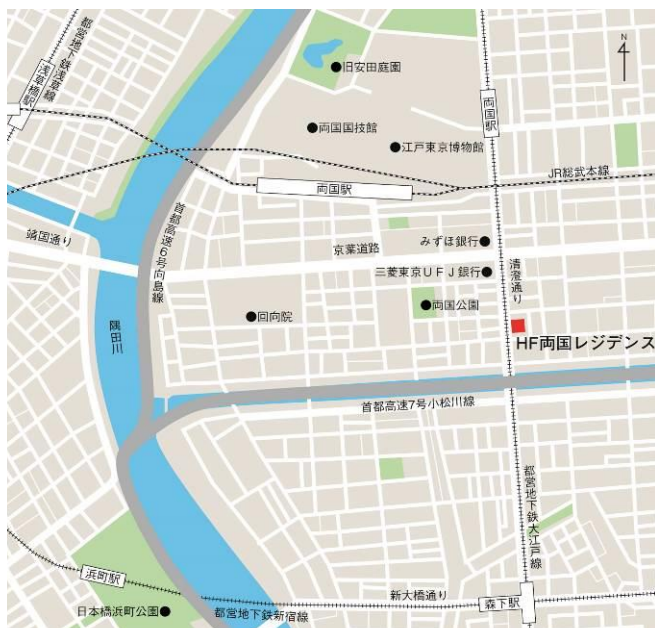 都営地下鉄浅草線
浅草橋駅
旧安田庭園
N
両国駅
両国国技館
江戸東京博物館
JR総武本線
両国駅
首都高速6号向島線
靖国通り
京葉道路
みずほ銀行
三菱東京UFJ銀行
清澄通り
両国公園
回向院
隅田川
HF両国レジデンス
首都高速7号小松川線
都営地下鉄大江戸線
浜町駅
新大橋通り
森下駅
日本橋浜町公園
都営地下鉄新宿線